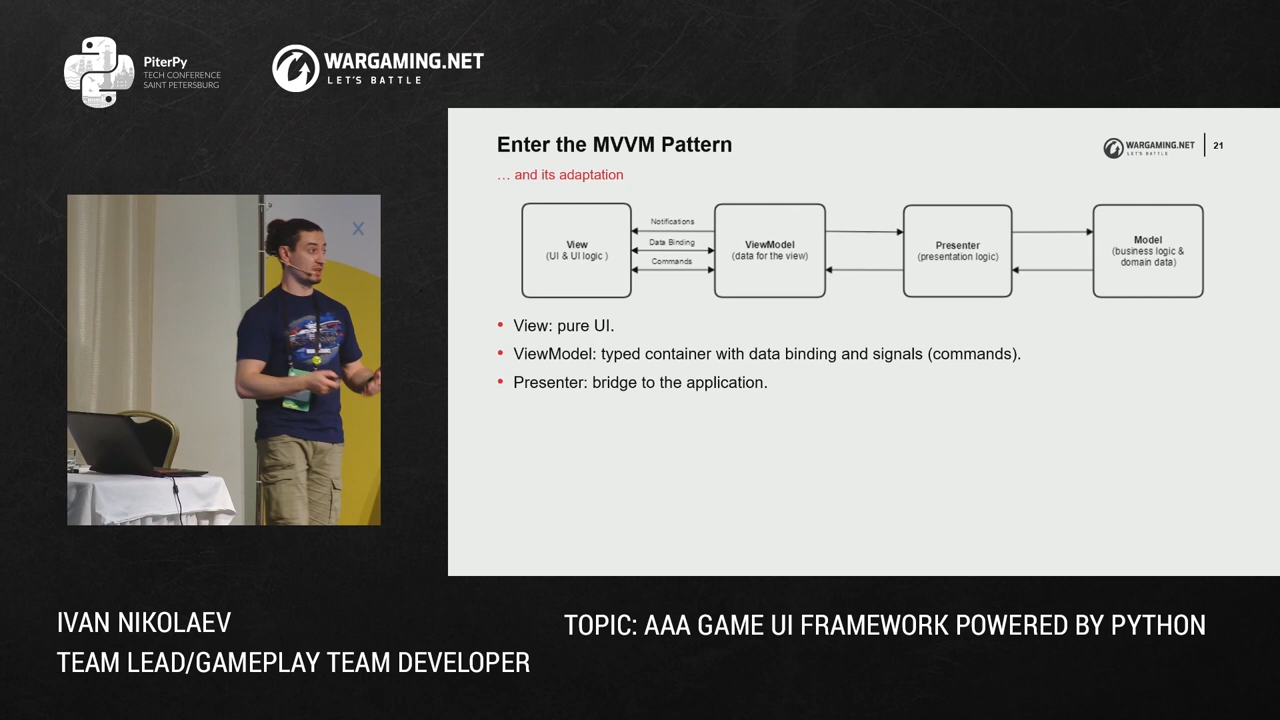 PiterPy
TECH CONFERENCE
SAINT PETERSBURG
WARGAMING.NET
LET'S BATTLE
Enter the MVVM Pattern
… and its adaptation
WARGAMING.NET
LET'S BATTLE
21
View
(UI & UI logic )
Notifications
Data Binding
Commands
ViewModel
(data for the view)
Presenter
(presentation logic)
Model
(business logic &
domain data)
• View: pure UI.
• ViewModel: typed container with data binding and signals (commands).
• Presenter: bridge to the application.
IVAN NIKOLAEV
TEAM LEAD/GAMEPLAY TEAM DEVELOPER
TOPIC: AAA GAME UI FRAMEWORK POWERED BY PYTHON